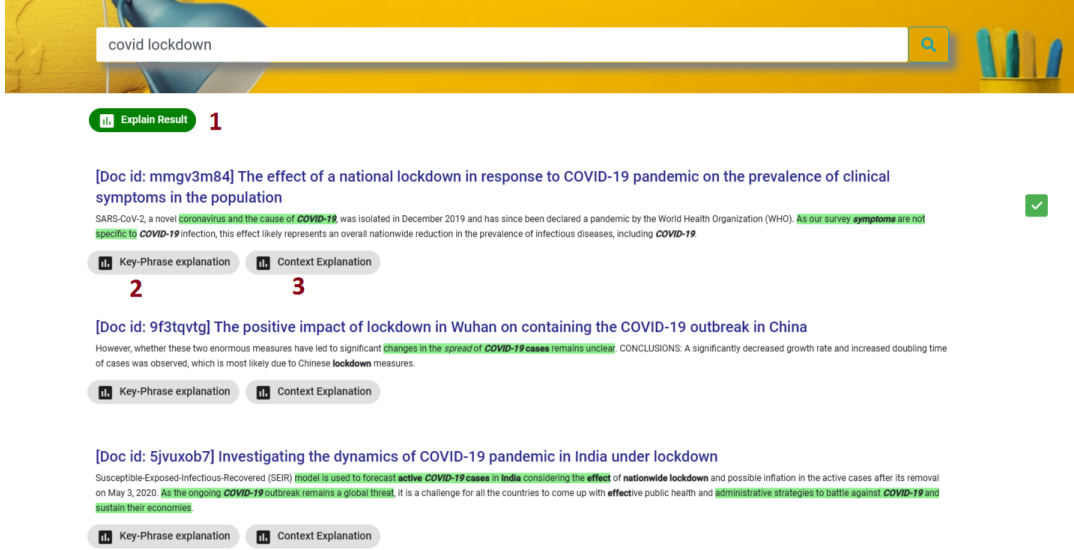 covid lockdown
Explain Result 1
[Doc id: mmgv3m84] The effect of a national lockdown in response to COVID-19 pandemic on the prevalence of clinical
symptoms in the population
SARS-CoV-2, a novel coronavirus and the cause of COVID-19, was isolated in December 2019 and has since been declared a pandemic by the World Health Organization (WHO). As our survey symptoms are not
specific to COVID-19 infection, this effect likely represents an overall nationwide reduction in the prevalence of infectious diseases, including COVID-19.
Key-Phrase explanation Context Explanation
2 3
[Doc id: 9f3tqvtg] The positive impact of lockdown in Wuhan on containing the COVID-19 outbreak in China
However, whether these two enormous measures have led to significant changes in the spread of COVID-19 cases remains unclear. CONCLUSIONS: A significantly decreased growth rate and increased doubling time
of cases was observed, which is most likely due to Chinese lockdown measures.
Key-Phrase explanation Context Explanation
[Doc id: 5jvuxob7] Investigating the dynamics of COVID-19 pandemic in India under lockdown
Susceptible-Exposed-Infectious-Recovered (SEIR) model is used to forecast active COVID-19 cases in India considering the effect of nationwide lockdown and possible inflation in the active cases after its removal
on May 3, 2020. As the ongoing COVID-19 outbreak remains a global threat, it is a challenge for all the countries to come up with effective public health and administrative strategies to battle against COVID-19 and
sustain their economies.
Key-Phrase explanation Context Explanation